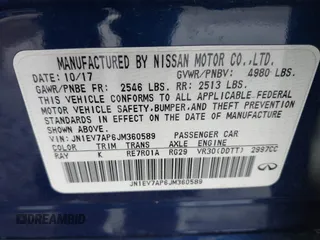 MANUFACTURED BY NISSAN MOTOR CO.,LTD.
DATE: 10/17 GVWR/PNBV: 4980 LBS.
GAWR/PNBE FR: 2546 LBS. RR: 2513 LBS.
THIS VEHICLE CONFORMS TO ALL APPLICABLE FEDERAL
MOTOR VEHICLE SAFETY, BUMPER, AND THEFT PREVENTION
STANDARDS IN EFFECT ON THE DATE OF MANUFACTURE
SHOWN ABOVE.
JN1EV7AP6JM360589 PASSENGER CAR
COLOR TRIM TRANS AXLE ENGINE
RAY K RE7R01A RG29 VR30(DDTT) 2997CC
JN1EV7AP6JM360589
INFINITI
DREAMBID